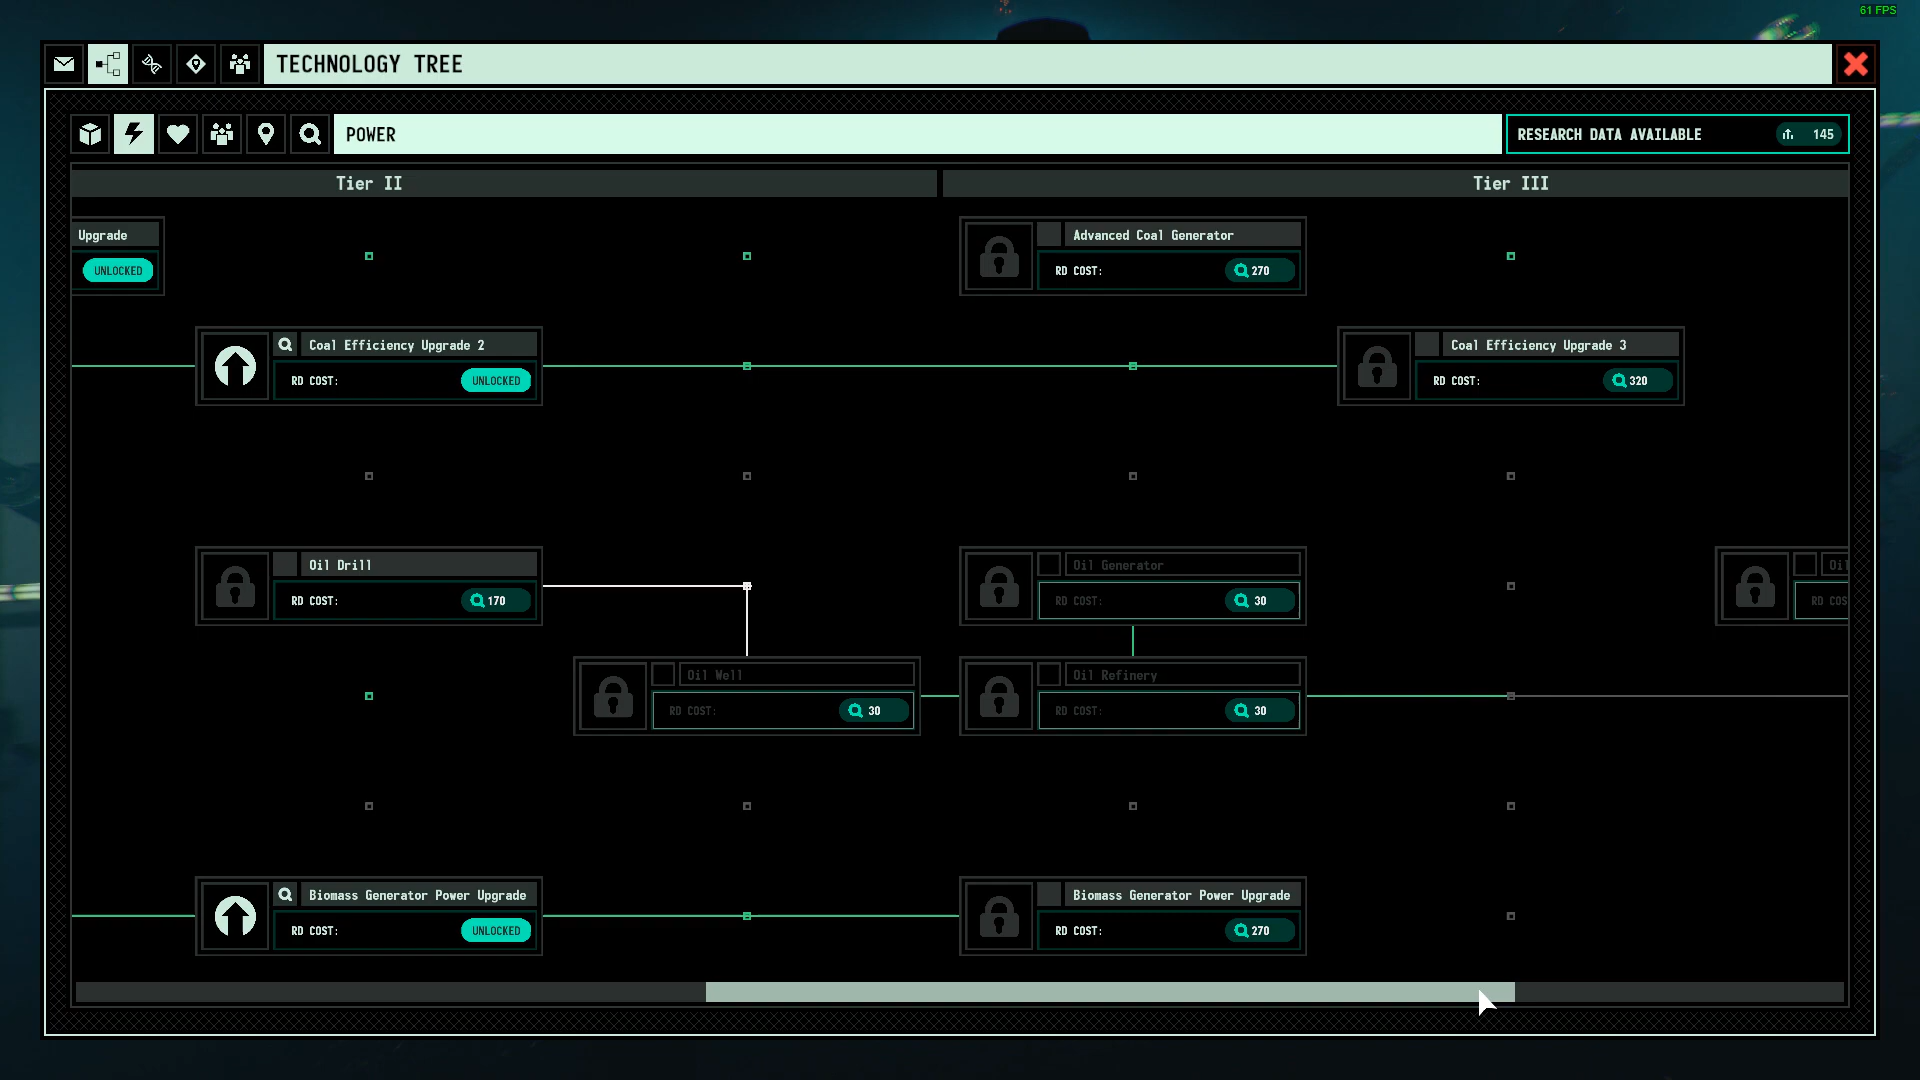 61 FPS
TECHNOLOGY TREE
POWER
RESEARCH DATA AVAILABLE 145
Tier II
Tier III
Upgrade
UNLOCKED
Advanced Coal Generator
RD COST: 270
Coal Efficiency Upgrade 2
RD COST: UNLOCKED
Coal Efficiency Upgrade 3
RD COST: 320
Oil Drill
RD COST: 170
Oil Generator
RD COST: 30
Oil
RD COS
Oil Well
RD COST: 30
Oil Refinery
RD COST: 30
Biomass Generator Power Upgrade
RD COST: UNLOCKED
Biomass Generator Power Upgrade
RD COST: 270